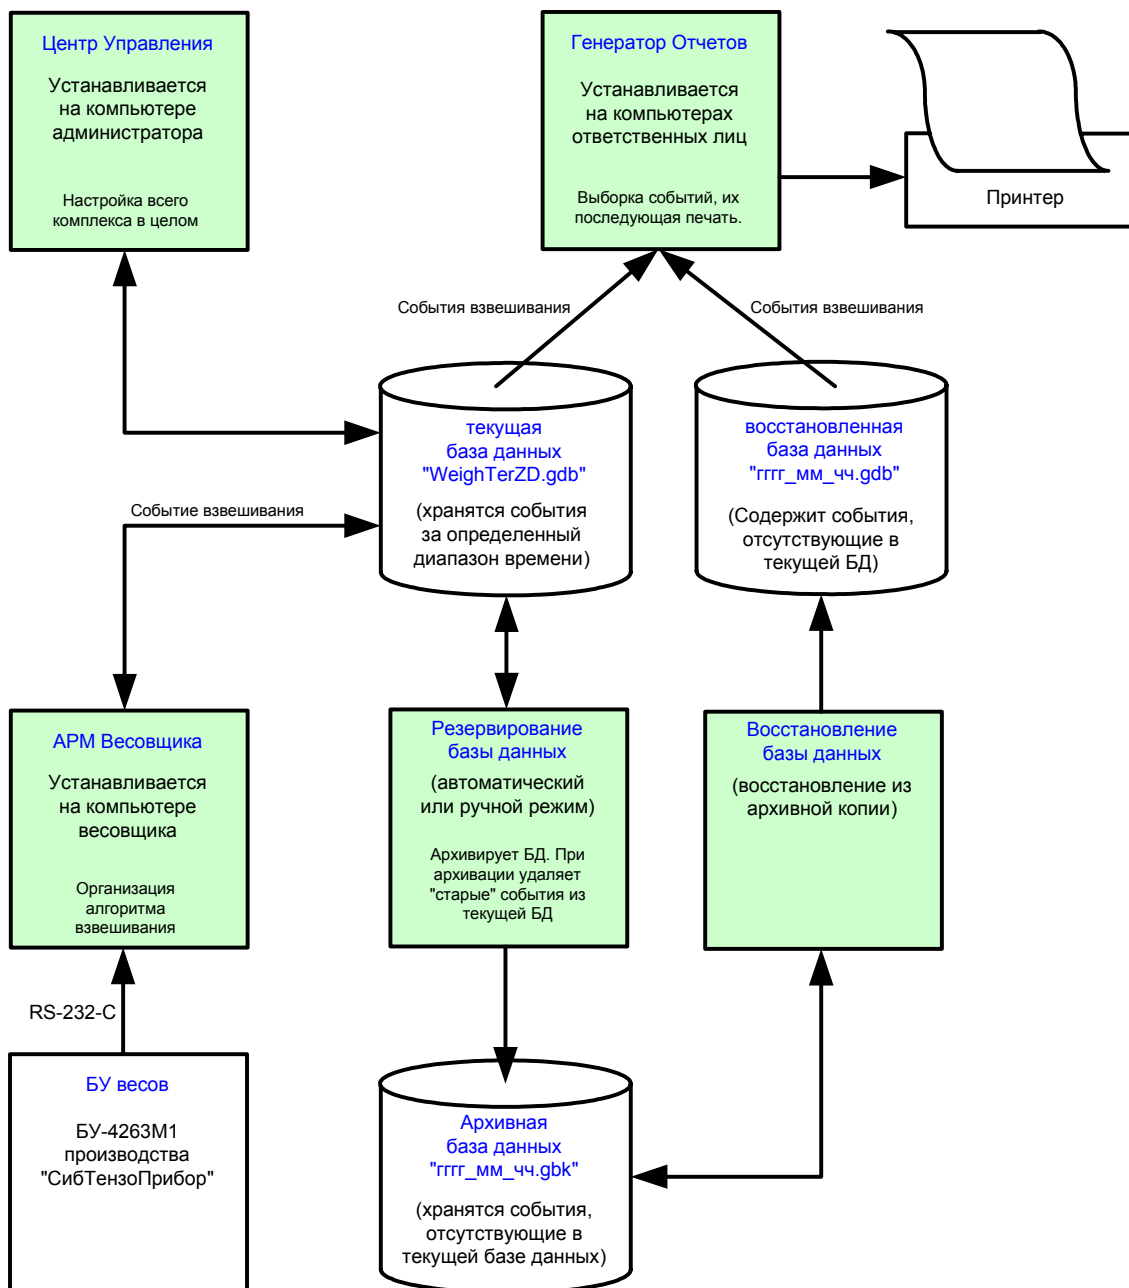 Центр Управления
Устанавливается
на компьютере
администратора
Настройка всего
комплекса в целом
Генератор Отчетов
Устанавливается
на компьютерах
ответственных лиц
Выборка событий, их
последующая печать.
Принтер
События взвешивания
События взвешивания
текущая
база данных
"WeighTerZD.gdb"
(хранятся события
за определенный
диапазон времени)
восстановленная
база данных
"гггг_мм_чч.gdb"
(Содержит события,
отсутствующие в
текущей БД)
Событие взвешивания
АРМ Весовщика
Устанавливается
на компьютере
весовщика
Организация
алгоритма
взвешивания
Резервирование
базы данных
(автоматический
или ручной режим)
Архивирует БД. При
архивации удаляет
"старые" события из
текущей БД
Восстановление
базы данных
(восстановление из
архивной копии)
RS-232-C
БУ весов
БУ-4263М1
производства
"СибТензоПрибор"
Архивная
база данных
"гггг_мм_чч.gbk"
(хранятся события,
отсутствующие в
текущей базе данных)